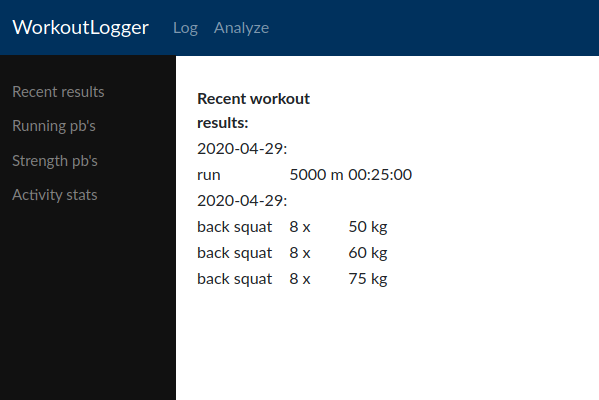 WorkoutLogger Log Analyze
Recent results
Running pb's
Strength pb's
Activity stats
Recent workout
results:
2020-04-29:
run 5000 m 00:25:00
2020-04-29:
back squat 8 x 50 kg
back squat 8 x 60 kg
back squat 8 x 75 kg